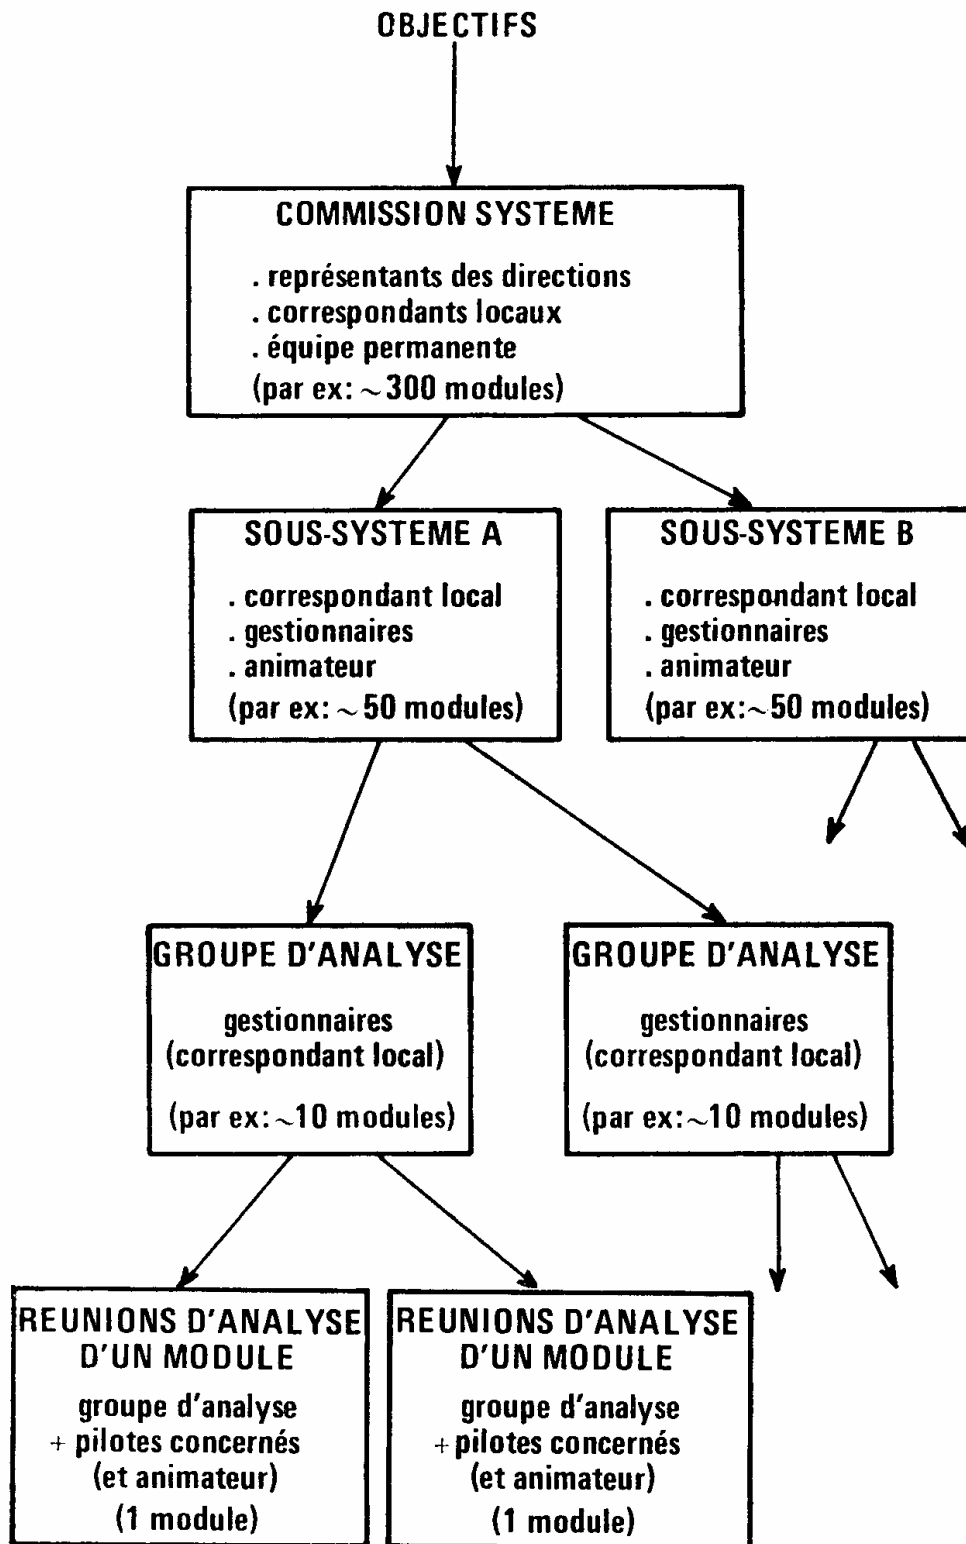 OBJECTIFS
COMMISSION SYSTEME
. représentants des directions
. correspondants locaux
. équipe permanente
(par ex: ~300 modules)
SOUS-SYSTEME A
. correspondant local
. gestionnaires
. animateur
(par ex: ~ 50 modules)
SOUS-SYSTEME B
. correspondant local
. gestionnaires
. animateur
(par ex:~ 50 modules)
GROUPE D'ANALYSE
gestionnaires
(correspondant local)
(par ex: ~10 modules)
GROUPE D'ANALYSE
gestionnaires
(correspondant local)
(par ex:~10 modules)
REUNIONS D'ANALYSE
D'UN MODULE
groupe d'analyse
+ pilotes concernés
(et animateur)
(1 module)
REUNIONS D'ANALYSE
D'UN MODULE
groupe d'analyse
+ pilotes concernés
(et animateur)
(1 module)